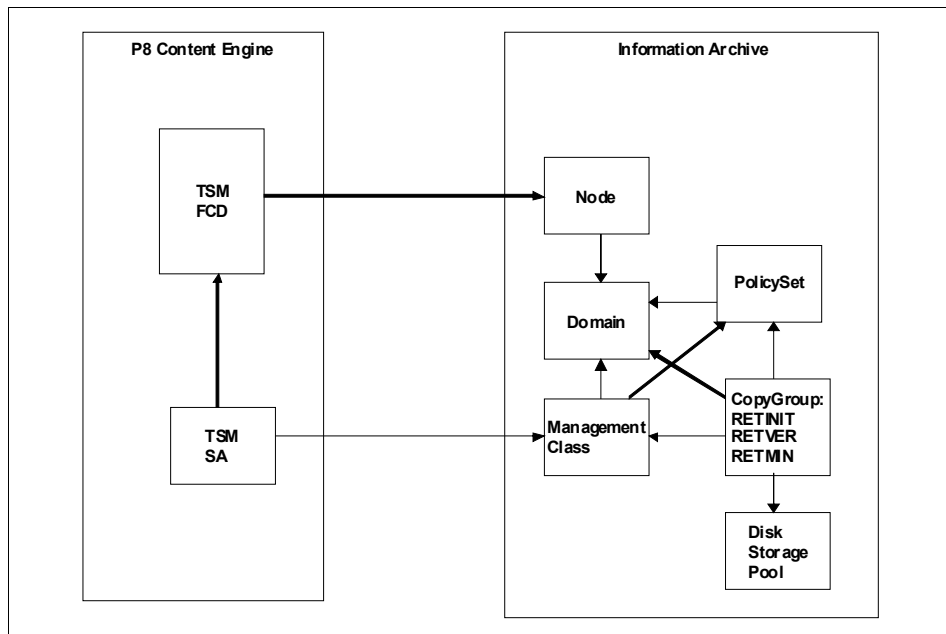 P8 Content Engine
Information Archive
TSM
FCD
Node
PolicySet
Domain
TSM
SA
Management
Class
CopyGroup:
RETINIT
RETVER
RETMIN
Disk
Storage
Pool